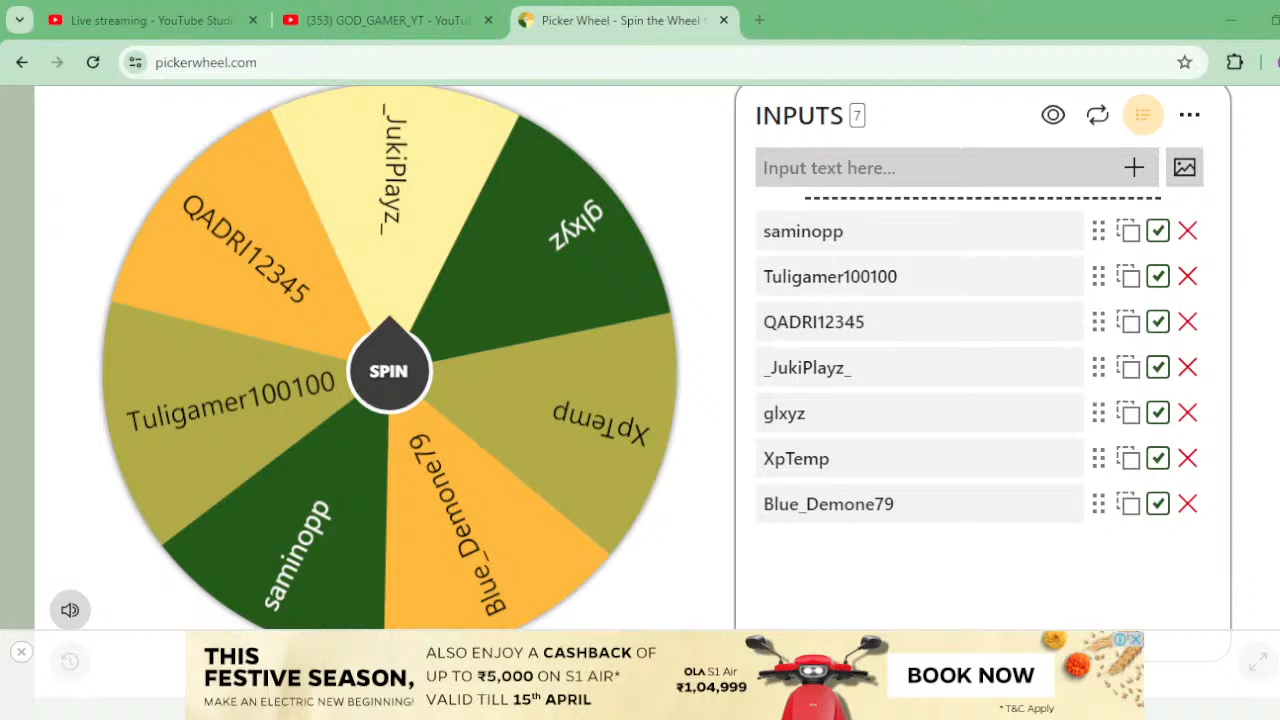 Live streaming - YouTube Studi
(353) GOD_GAMER_YT - YouTu
Picker Wheel - Spin the Wheel
pickerwheel.com
_JukiPlayz_
glxyz
XpTemp
Blue_Demone79
saminopp
Tuligamer100100
QADRI12345
SPIN
INPUTS 7
Input text here...
saminopp
Tuligamer100100
QADRI12345
_JukiPlayz_
glxyz
XpTemp
Blue_Demone79
THIS
FESTIVE SEASON,
MAKE AN ELECTRIC NEW BEGINNING!
ALSO ENJOY A CASHBACK OF
UP TO ₹5,000 ON S1 AIR*
VALID TILL 15th APRIL
OLA S1 Air
₹1,04,999
BOOK NOW
* T&C Apply